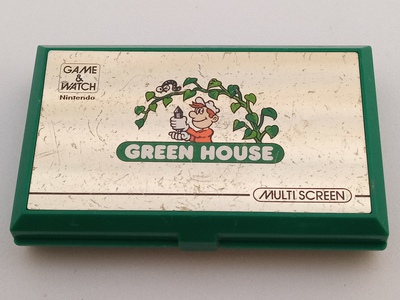 GAME
&
WATCH
Nintendo
GREEN HOUSE
MULTI SCREEN